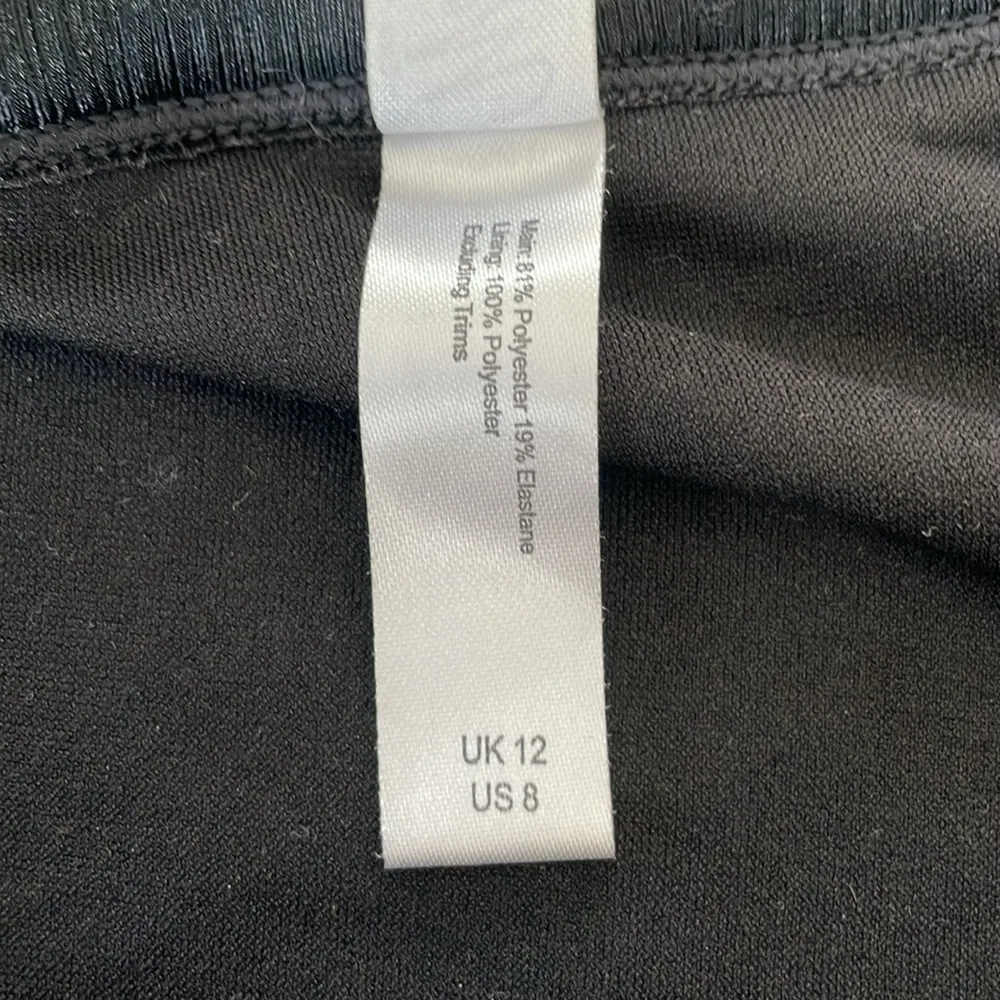 Main: 81% Polyester 19% Elastane
Lining: 100% Polyester
Excluding Trims
UK 12
US 8